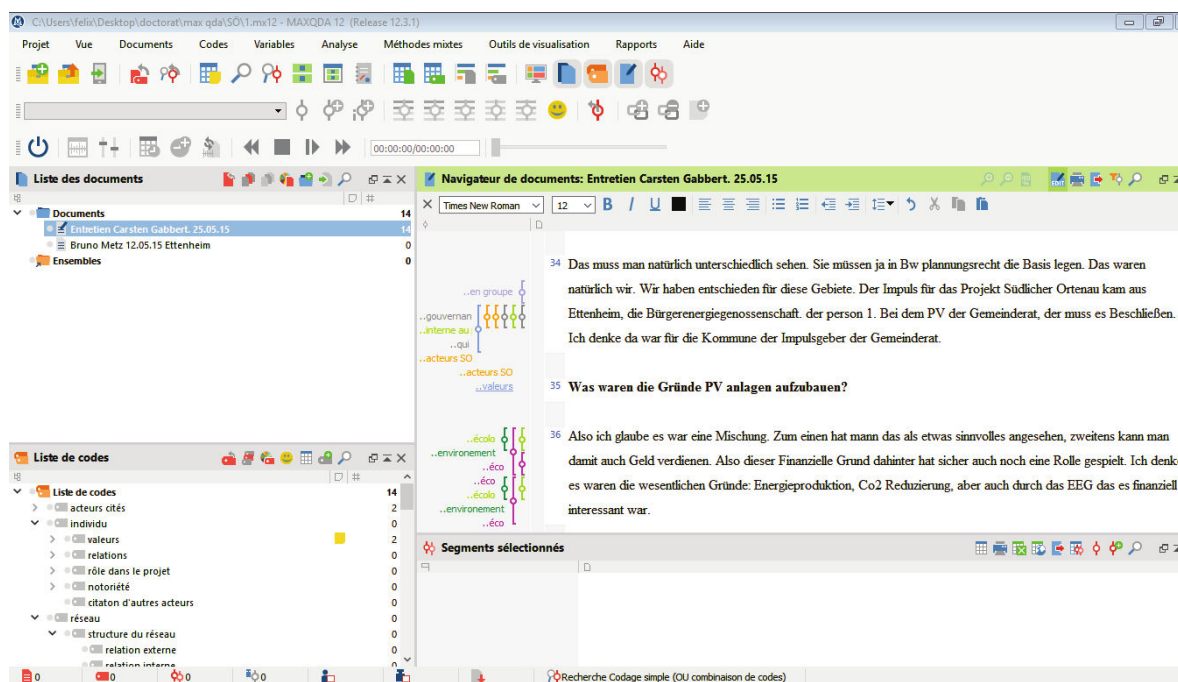 C:\Users\felix\Desktop\doctorat\max qda\SÖ\1.mx12 - MAXQDA 12 (Release 12.3.1)
Projet Vue Documents Codes Variables Analyse Méthodes mixtes Outils de visualisation Rapports Aide
00:00:00/00:00:00
Liste des documents
#
Documents 14
Entretien Carsten Gabbert. 25.05.15 14
Bruno Metz 12.05.15 Ettenheim 0
Ensembles 0
Liste de codes
#
Liste de codes 14
acteurs cités 2
individu 0
valeurs 2
relations 0
rôle dans le projet 0
notoriété 0
citaton d'autres acteurs 0
réseau 0
structure du réseau 0
relation externe 0
relation interne 0
Navigateur de documents: Entretien Carsten Gabbert. 25.05.15
EDIT
Times New Roman 12 B I U
..en groupe
..gouvernan
..interne au
..qui
..acteurs SO
..acteurs SO
..valeurs
34 Das muss man natürlich unterschiedlich sehen. Sie müssen ja in Bw plannungsrecht die Basis legen. Das waren
natürlich wir. Wir haben entschieden für diese Gebiete. Der Impuls für das Projekt Südlicher Ortenau kam aus
Ettenheim, die Bürgerenergiegenossenschaft. der person 1. Bei dem PV der Gemeinderat, der muss es Beschließen.
Ich denke da war für die Kommune der Impulsgeber der Gemeinderat.
35 Was waren die Gründe PV anlagen aufzubauen?
..écolo
..environement
..éco
..éco
..écolo
..environement
..éco
36 Also ich glaube es war eine Mischung. Zum einen hat mann das als etwas sinnvolles angesehen, zweitens kann man
damit auch Geld verdienen. Also dieser Finanzielle Grund dahinter hat sicher auch noch eine Rolle gespielt. Ich denke
es waren die wesentlichen Gründe: Energieproduktion, Co2 Reduzierung, aber auch durch das EEG das es finanziell
interessant war.
Segments sélectionnés
0 0 0 0 Recherche Codage simple (OU combinaison de codes)